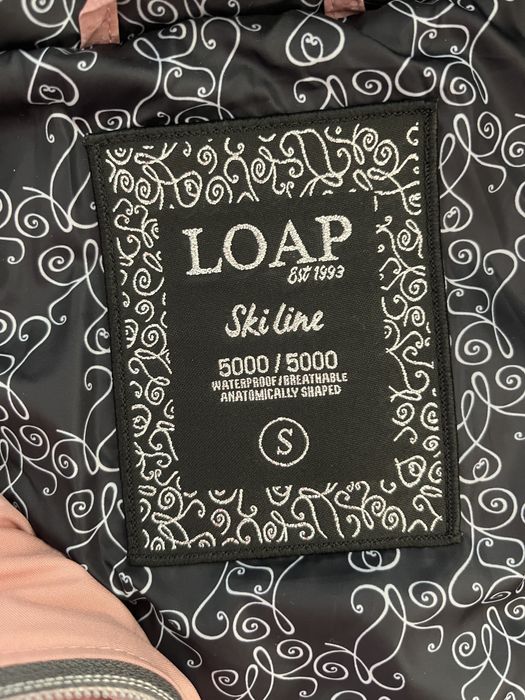 LOAP
Est 1993
Ski line
5000/5000
WATERPROOF/BREATHABLE
ANATOMICALLY SHAPED
S